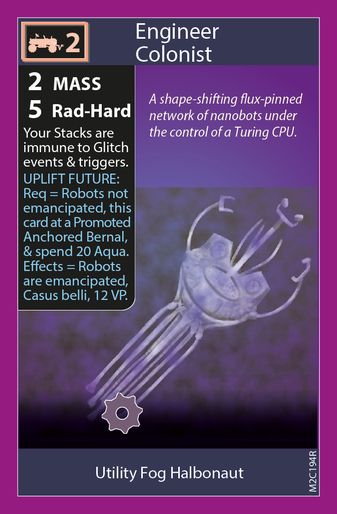 2
Engineer
Colonist
2 MASS
5 Rad-Hard
Your Stacks are
immune to Glitch
events & triggers.
UPLIFT FUTURE:
Req = Robots not
emancipated, this
card at a Promoted
Anchored Bernal,
& spend 20 Aqua.
Effects = Robots
are emancipated,
Casus belli, 12 VP.
A shape-shifting flux-pinned
network of nanobots under
the control of a Turing CPU.
Utility Fog Halbonaut
M2C194R